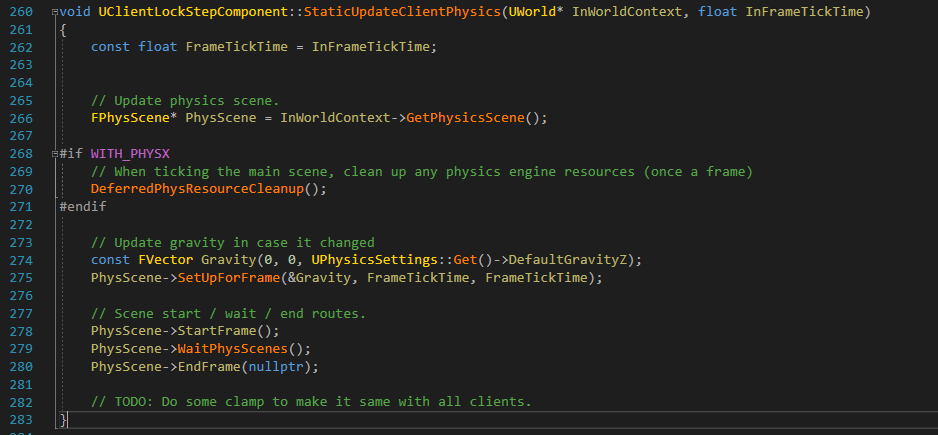 260 void UClientLockStepComponent::StaticUpdateClientPhysics(UWorld* InWorldContext, float InFrameTickTime)
261 {
262 const float FrameTickTime = InFrameTickTime;
263
264
265 // Update physics scene.
266 FPhysScene* PhysScene = InWorldContext->GetPhysicsScene();
267
268 #if WITH_PHYSX
269 // When ticking the main scene, clean up any physics engine resources (once a frame)
270 DeferredPhysResourceCleanup();
271 #endif
272
273 // Update gravity in case it changed
274 const FVector Gravity(0, 0, UPhysicsSettings::Get()->DefaultGravityZ);
275 PhysScene->SetUpForFrame(&Gravity, FrameTickTime, FrameTickTime);
276
277 // Scene start / wait / end routes.
278 PhysScene->StartFrame();
279 PhysScene->WaitPhysScenes();
280 PhysScene->EndFrame(nullptr);
281
282 // TODO: Do some clamp to make it same with all clients.
283 }